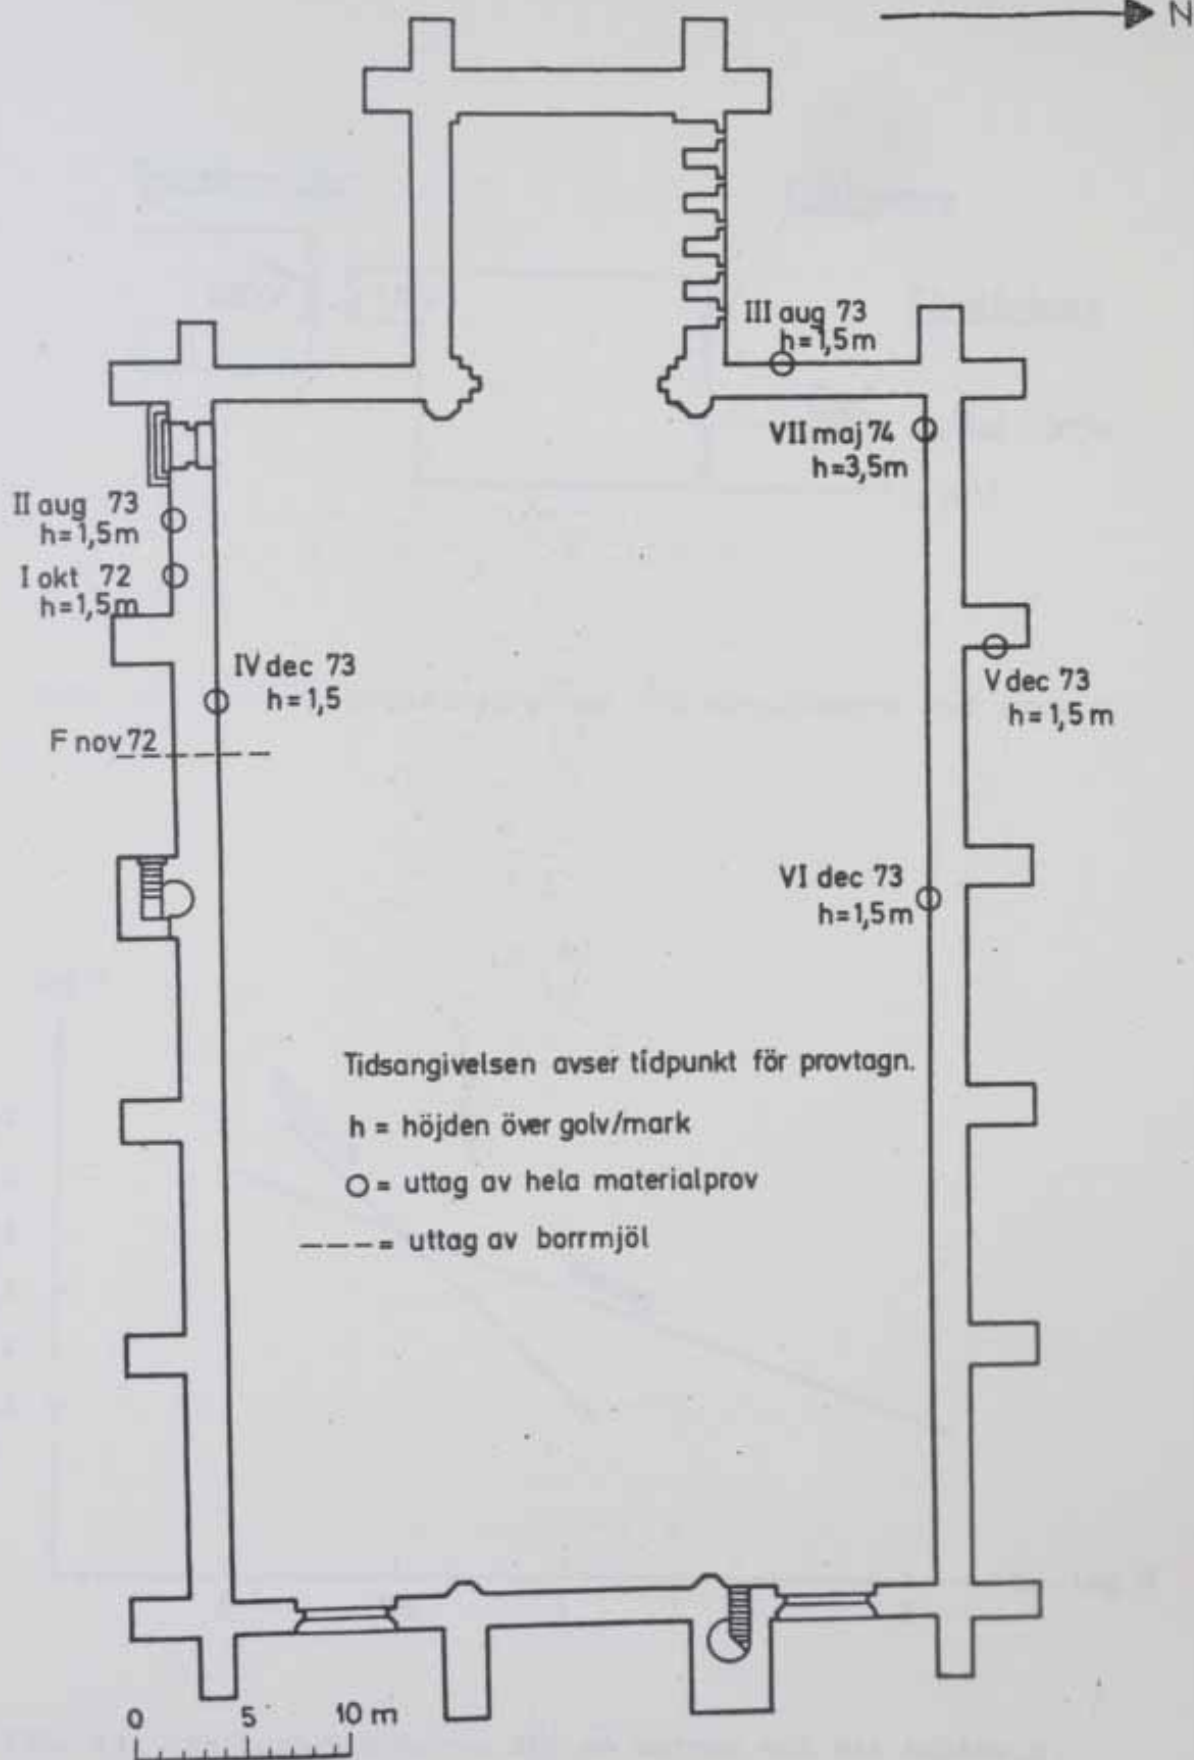 N
III aug 73
h=1,5m
VII maj 74
h=3,5m
II aug 73
h=1,5m
I okt 72
h=1,5m
IV dec 73
h=1,5
V dec 73
h=1,5 m
F nov 72
VI dec 73
h=1,5m
Tidsangivelsen avser tidpunkt för provtagn.
h = höjden över golv/mark
O = uttag av hela materialprov
---- = uttag av borrmjöl
0 5 10 m